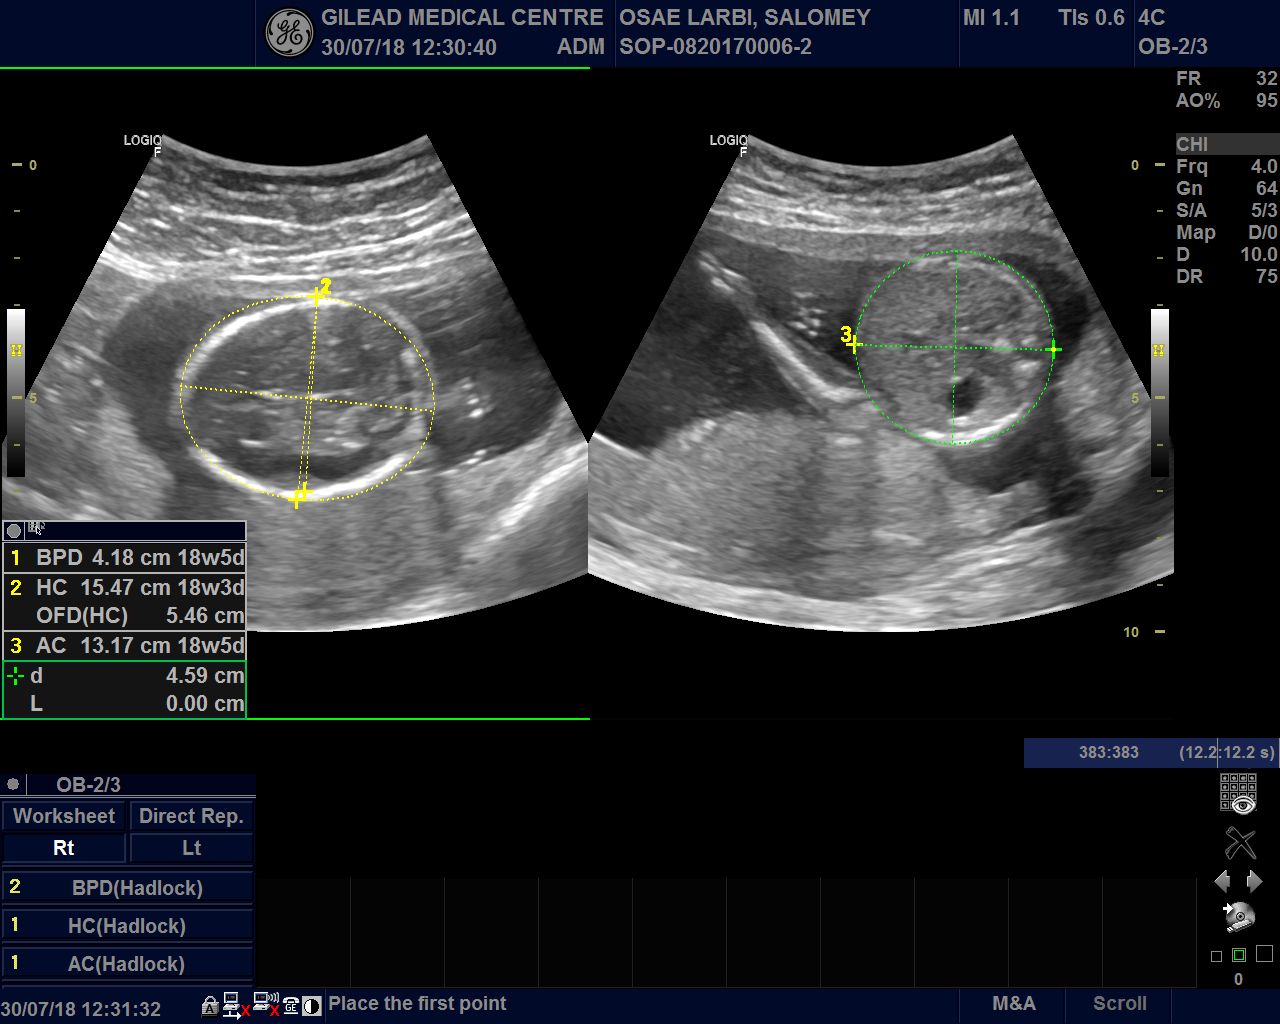 GILEAD MEDICAL CENTRE
30/07/18 12:30:40 ADM
OSAE LARBI, SALOMEY
SOP-0820170006-2
MI 1.1 TIs 0.6
4C
OB-2/3
FR 32
AO% 95
CHI
Frq 4.0
Gn 64
S/A 5/3
Map D/0
D 10.0
DR 75
LOGIQ
F
LOGIQ
F
0
5
0
5
10
2
3
1 BPD 4.18 cm 18w5d
2 HC 15.47 cm 18w3d
OFD(HC) 5.46 cm
3 AC 13.17 cm 18w5d
d 4.59 cm
L 0.00 cm
383:383 (12.2:12.2 s)
OB-2/3
Worksheet Direct Rep.
Rt Lt
2 BPD(Hadlock)
1 HC(Hadlock)
1 AC(Hadlock)
0
30/07/18 12:31:32 A GE Place the first point M&A Scroll